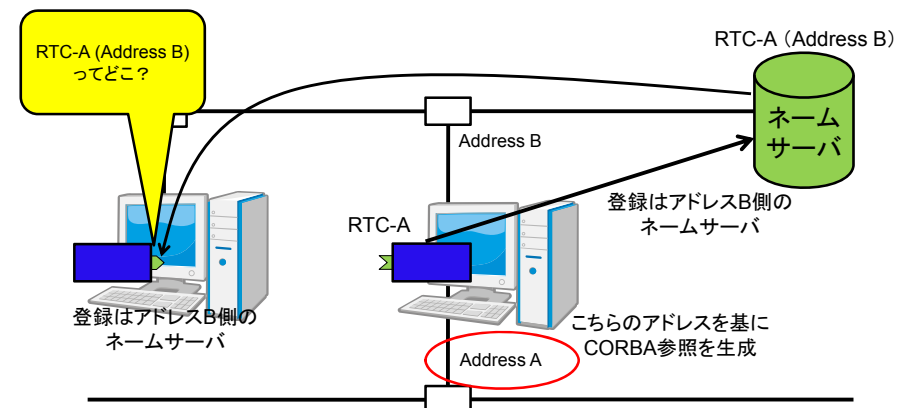 RTC-A (Address B)
ってどこ？
RTC-A（Address B）
ネーム
サーバ
Address B
登録はアドレスB側の
ネームサーバ
RTC-A
登録はアドレスB側の
ネームサーバ
こちらのアドレスを基に
CORBA参照を生成
Address A